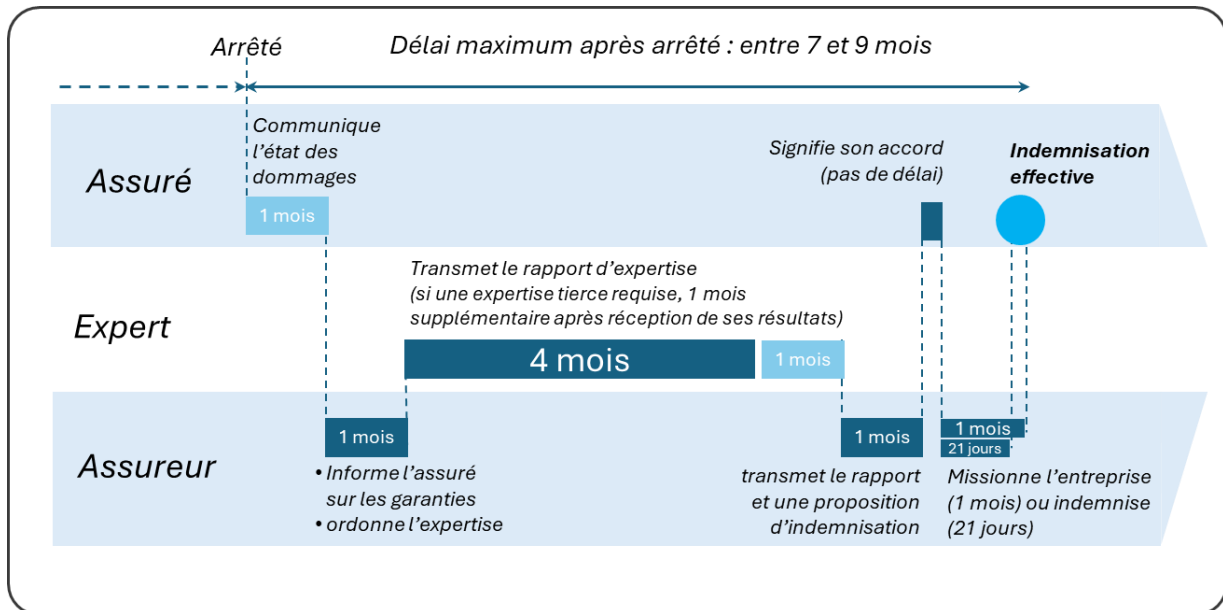 Arrêté
Délai maximum après arrêté : entre 7 et 9 mois
Assuré
Communique
l’état des
dommages
1 mois
Signifie son accord
(pas de délai)
Indemnisation
effective
Expert
Transmet le rapport d’expertise
(si une expertise tierce requise, 1 mois
supplémentaire après réception de ses résultats)
4 mois
1 mois
Assureur
1 mois
• Informe l’assuré
sur les garanties
• ordonne l’expertise
1 mois
transmet le rapport
et une proposition
d’indemnisation
1 mois
21 jours
Missionne l’entreprise
(1 mois) ou indemnise
(21 jours)